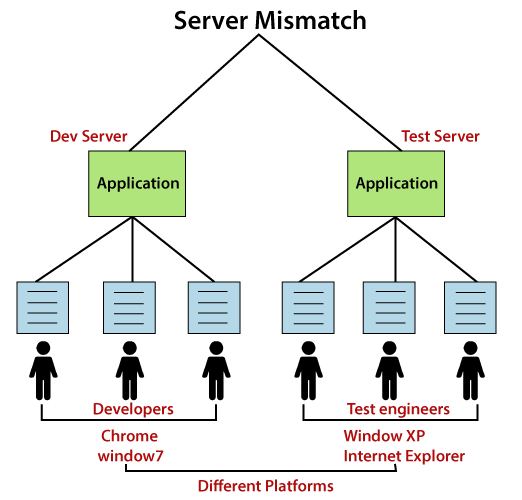 Server Mismatch
Dev Server
Test Server
Application
Application
Developers
Test engineers
Chrome
window7
Window XP
Internet Explorer
Different Platforms